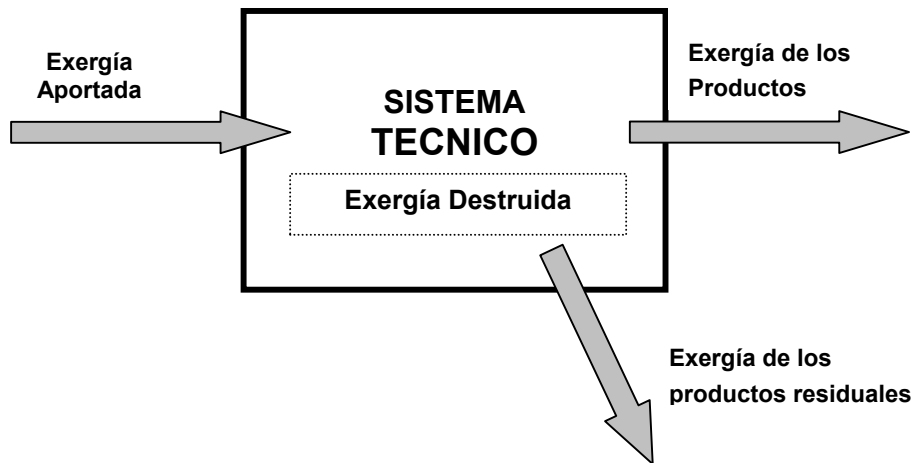 Exergía
Aportada
SISTEMA
TECNICO
Exergía Destruida
Exergía de los
Productos
Exergía de los
productos residuales